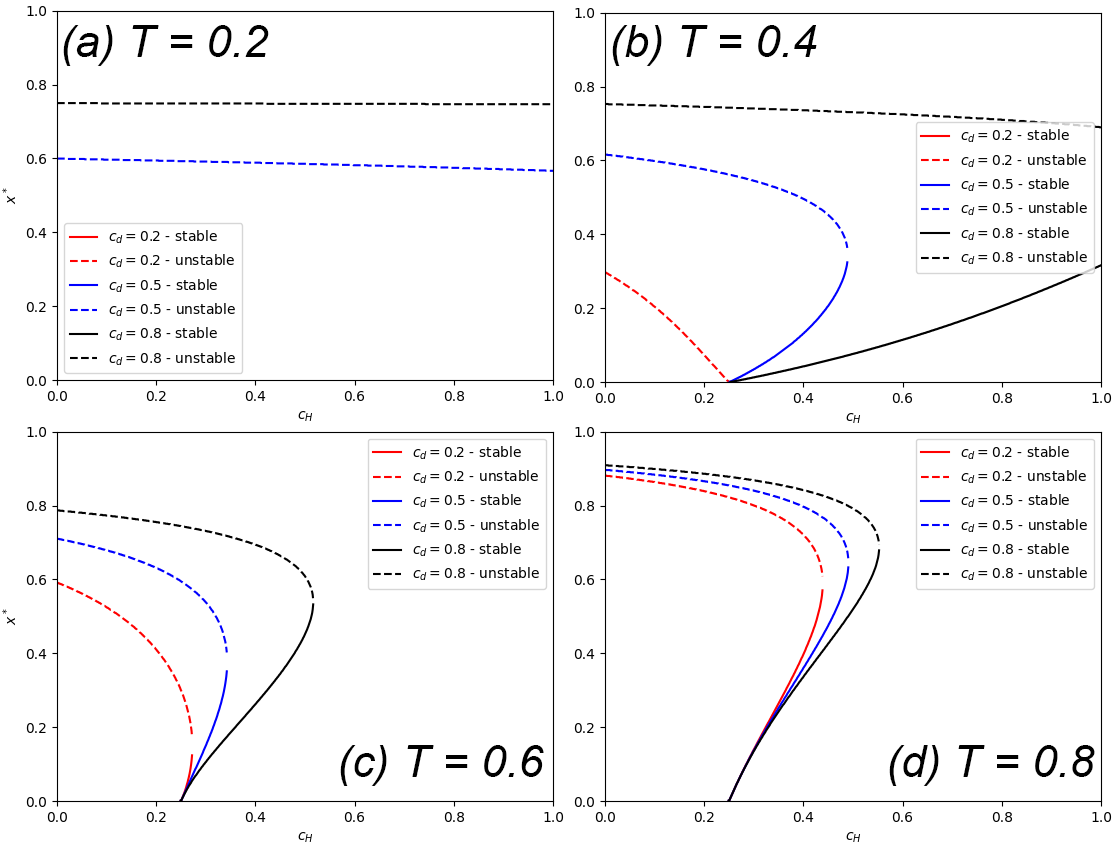 (a) T = 0.2
1.0
0.8
0.6
0.4
0.2
0.0
x*
c_d = 0.2 - stable
c_d = 0.2 - unstable
c_d = 0.5 - stable
c_d = 0.5 - unstable
c_d = 0.8 - stable
c_d = 0.8 - unstable
0.0 0.2 0.4 0.6 0.8 1.0
c_H
(b) T = 0.4
1.0
0.8
0.6
0.4
0.2
0.0
c_d = 0.2 - stable
c_d = 0.2 - unstable
c_d = 0.5 - stable
c_d = 0.5 - unstable
c_d = 0.8 - stable
c_d = 0.8 - unstable
0.0 0.2 0.4 0.6 0.8 1.0
c_H
1.0
0.8
0.6
0.4
0.2
0.0
x*
c_d = 0.2 - stable
c_d = 0.2 - unstable
c_d = 0.5 - stable
c_d = 0.5 - unstable
c_d = 0.8 - stable
c_d = 0.8 - unstable
(c) T = 0.6
0.0 0.2 0.4 0.6 0.8 1.0
c_H
1.0
0.8
0.6
0.4
0.2
0.0
c_d = 0.2 - stable
c_d = 0.2 - unstable
c_d = 0.5 - stable
c_d = 0.5 - unstable
c_d = 0.8 - stable
c_d = 0.8 - unstable
(d) T = 0.8
0.0 0.2 0.4 0.6 0.8 1.0
c_H